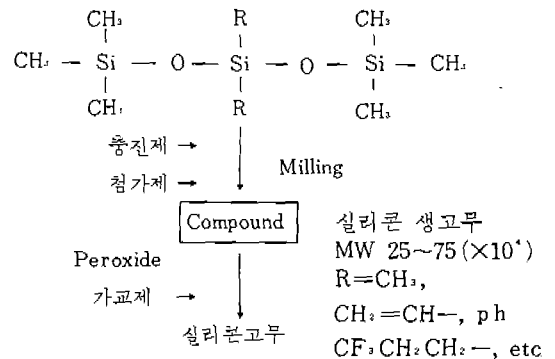 CH₃ R CH₃
CH₃ — Si — O — Si — O — Si — CH₃
CH₃ R CH₃
충진제 →
Milling
첨가제 →
Compound
실리콘 생고무
MW 25~75 (×10⁴)
Peroxide
R=CH₃,
가교제 →
CH₂=CH—, ph
실리콘고무
CF₃CH₂CH₂—, etc